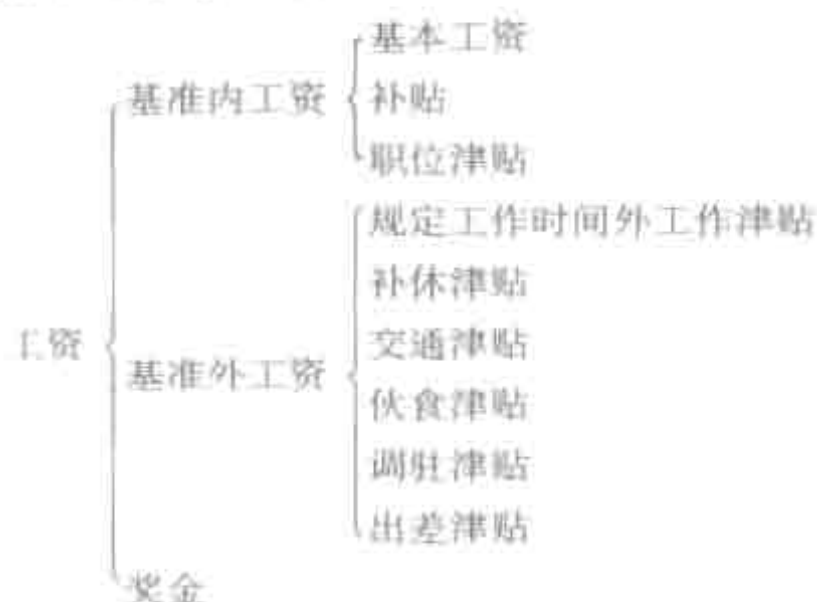 基本工资
基准内工资
补贴
职位津贴
规定工作时间外工作津贴
补休津贴
工资
交通津贴
基准外工资
伙食津贴
调驻津贴
出差津贴
奖金